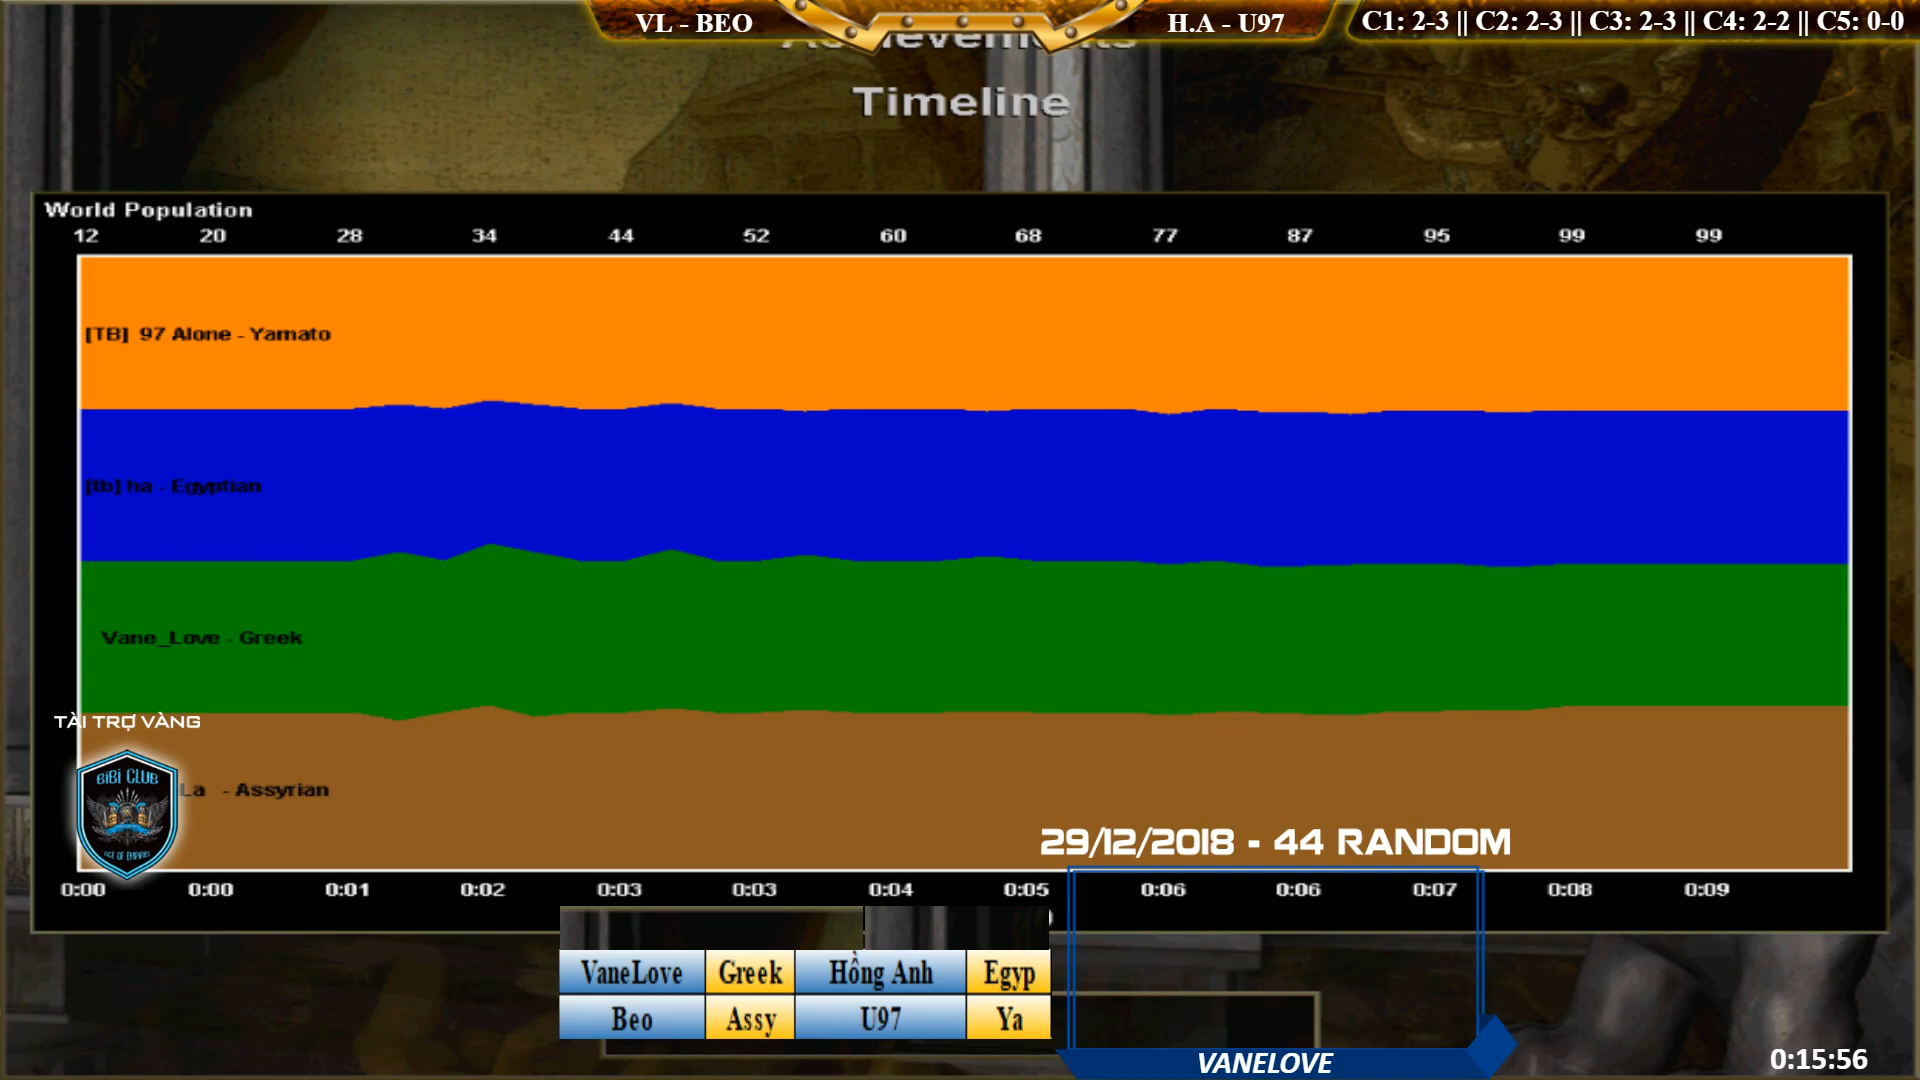 VL - BEO
H.A - U97
C1: 2-3 || C2: 2-3 || C3: 2-3 || C4: 2-2 || C5: 0-0
Achievements
Timeline
World Population
12 20 28 34 44 52 60 68 77 87 95 99 99
[TB] 97 Alone - Yamato
[tb] ha - Egyptian
Vane_Love - Greek
TÀI TRỢ VÀNG
BIBI CLUB
AGE OF EMPIRES
La - Assyrian
29/12/2018 - 44 RANDOM
0:00 0:00 0:01 0:02 0:03 0:03 0:04 0:05 0:06 0:06 0:07 0:08 0:09
VaneLove Greek Hồng Anh Egyp
Beo Assy U97 Ya
VANELOVE
0:15:56